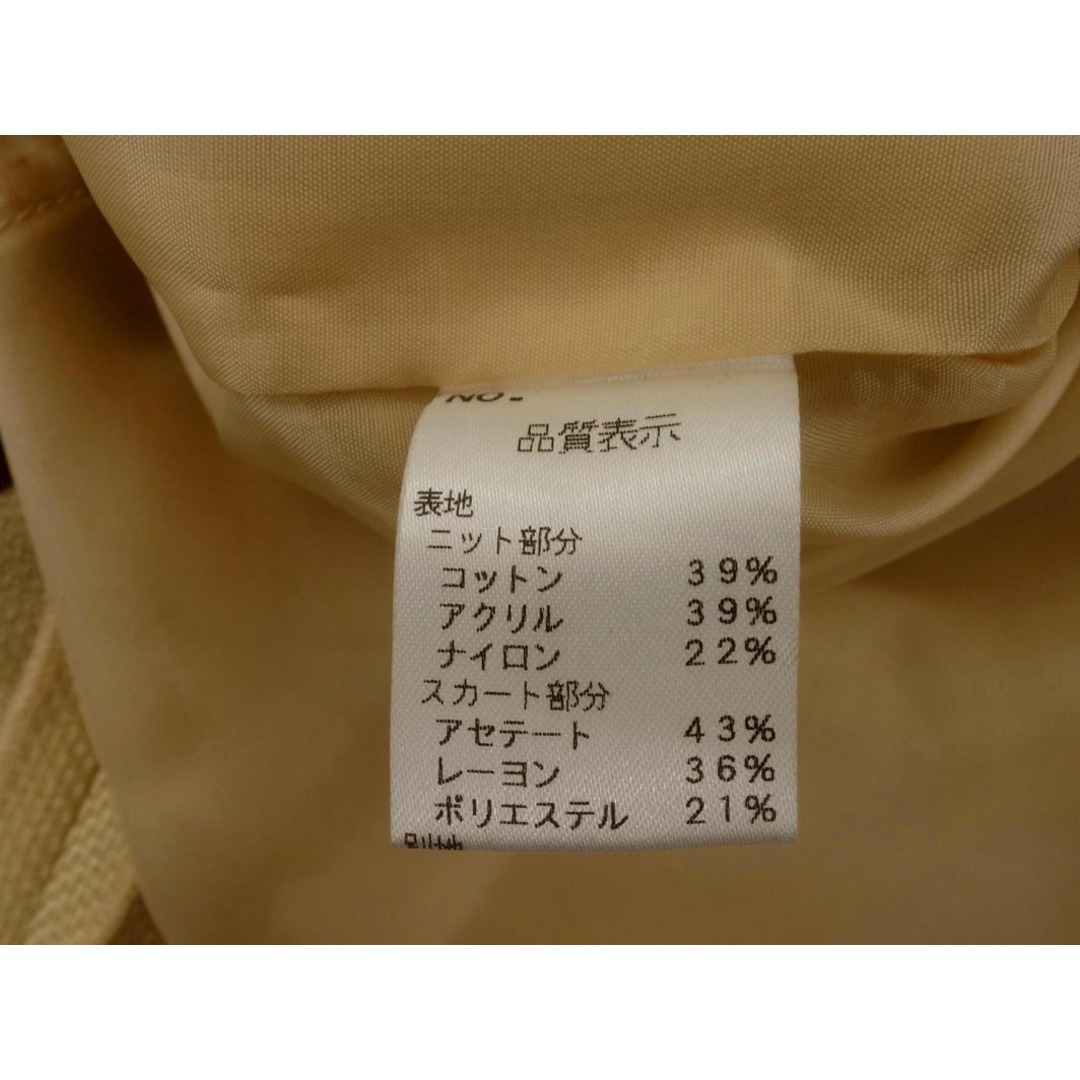 NO.
品質表示
表地
ニット部分
コットン 39%
アクリル 39%
ナイロン 22%
スカート部分
アセテート 43%
レーヨン 36%
ポリエステル 21%